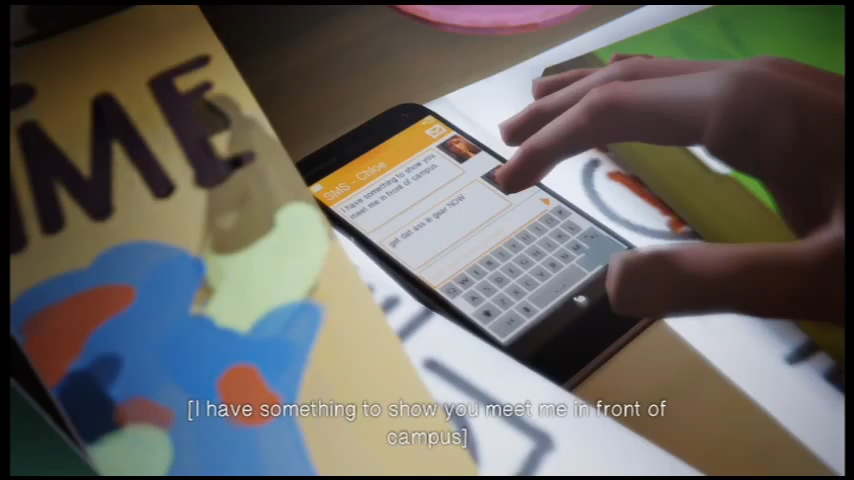 IME
SMS - Chloe
I have something to show you
meet me in front of campus
get dat ass in gear NOW
[I have something to show you meet me in front of
campus]